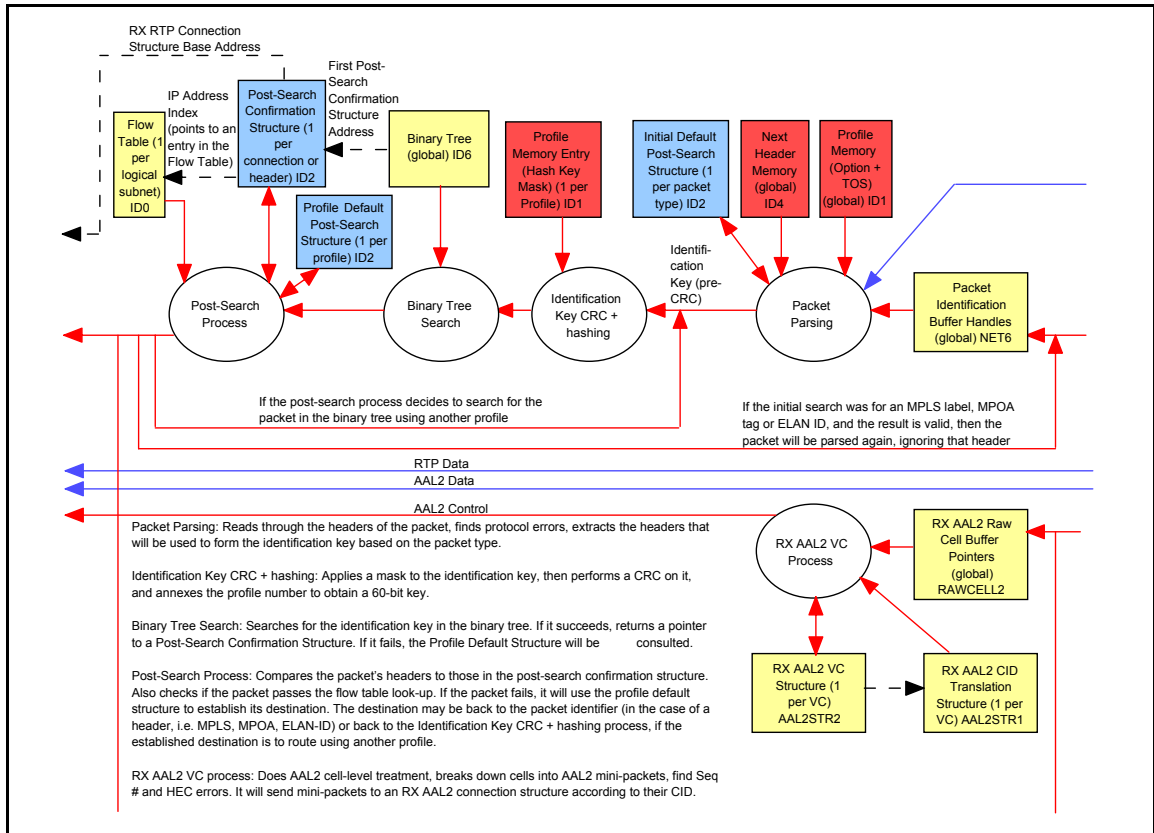 RX RTP Connection
Structure Base Address
Flow
Table (1
per
logical
subnet)
ID0
IP Address
Index
(points to an
entry in the
Flow Table)
Post-Search
Confirmation
Structure (1
per
connection or
header) ID2
First Post-
Search
Confirmation
Structure
Address
Binary Tree
(global) ID6
Profile
Memory Entry
(Hash Key
Mask) (1 per
Profile) ID1
Initial Default
Post-Search
Structure (1
per packet
type) ID2
Next
Header
Memory
(global)
ID4
Profile
Memory
(Option +
TOS)
(global) ID1
Profile Default
Post-Search
Structure (1 per
profile) ID2
Identifi-
cation
Key (pre-
CRC)
Post-Search
Process
Binary Tree
Search
Identification
Key CRC +
hashing
Packet
Parsing
Packet
Identification
Buffer Handles
(global) NET6
If the post-search process decides to search for the
packet in the binary tree using another profile
If the initial search was for an MPLS label, MPOA
tag or ELAN ID, and the result is valid, then the
packet will be parsed again, ignoring that header
RTP Data
AAL2 Data
AAL2 Control
Packet Parsing: Reads through the headers of the packet, finds protocol errors, extracts the headers that
will be used to form the identification key based on the packet type.
Identification Key CRC + hashing: Applies a mask to the identification key, then performs a CRC on it,
and annexes the profile number to obtain a 60-bit key.
Binary Tree Search: Searches for the identification key in the binary tree. If it succeeds, returns a pointer
to a Post-Search Confirmation Structure. If it fails, the Profile Default Structure will be consulted.
Post-Search Process: Compares the packet's headers to those in the post-search confirmation structure.
Also checks if the packet passes the flow table look-up. If the packet fails, it will use the profile default
structure to establish its destination. The destination may be back to the packet identifier (in the case of a
header, i.e. MPLS, MPOA, ELAN-ID) or back to the Identification Key CRC + hashing process, if the
established destination is to route using another profile.
RX AAL2 VC process: Does AAL2 cell-level treatment, breaks down cells into AAL2 mini-packets, find Seq
# and HEC errors. It will send mini-packets to an RX AAL2 connection structure according to their CID.
RX AAL2 VC
Process
RX AAL2 Raw
Cell Buffer
Pointers
(global)
RAWCELL2
RX AAL2 VC
Structure (1
per VC)
AAL2STR2
RX AAL2 CID
Translation
Structure (1 per
VC) AAL2STR1